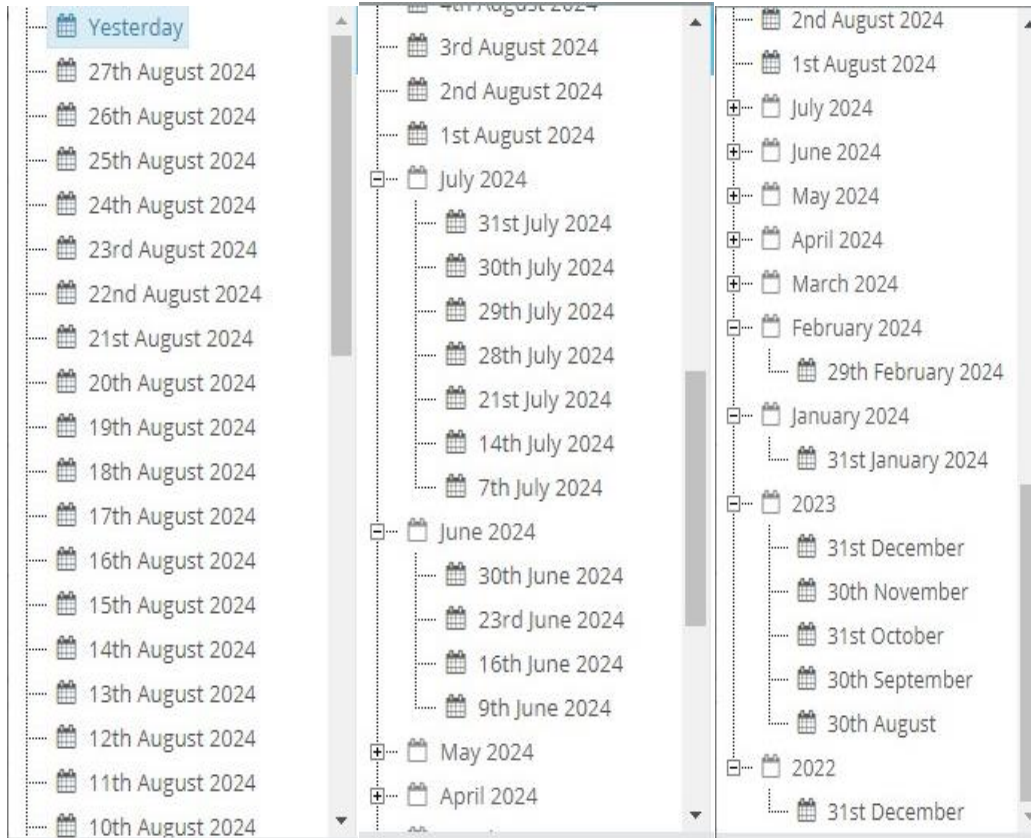 Yesterday
27th August 2024
26th August 2024
25th August 2024
24th August 2024
23rd August 2024
22nd August 2024
21st August 2024
20th August 2024
19th August 2024
18th August 2024
17th August 2024
16th August 2024
15th August 2024
14th August 2024
13th August 2024
12th August 2024
11th August 2024
10th August 2024
4th August 2024
3rd August 2024
2nd August 2024
1st August 2024
July 2024
31st July 2024
30th July 2024
29th July 2024
28th July 2024
21st July 2024
14th July 2024
7th July 2024
June 2024
30th June 2024
23rd June 2024
16th June 2024
9th June 2024
May 2024
April 2024
2nd August 2024
1st August 2024
July 2024
June 2024
May 2024
April 2024
March 2024
February 2024
29th February 2024
January 2024
31st January 2024
2023
31st December
30th November
31st October
30th September
30th August
2022
31st December